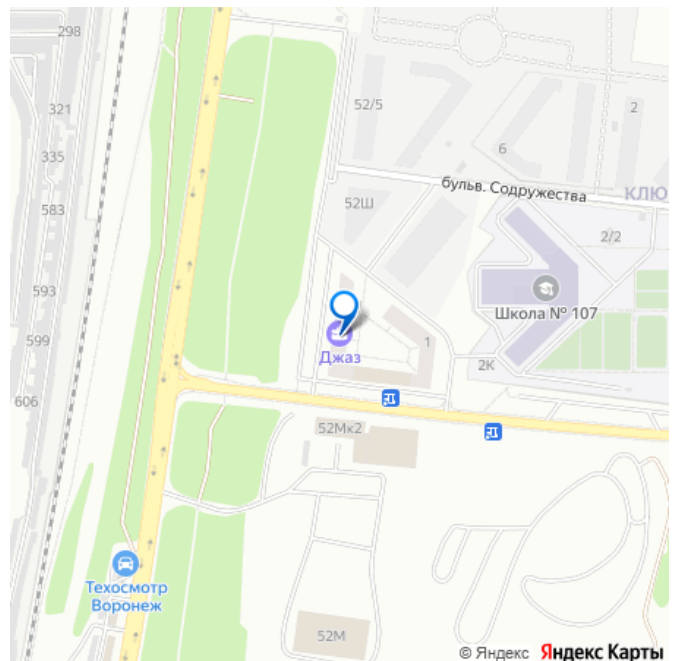 298
321
52/5
2
335
6
бульв. Содружества
КЛЮ
583
52Ш
2/2
593
Школа № 107
599
Джаз
1
2К
606
52Мк2
Техосмотр
Воронеж
52М
© Яндекс Яндекс Карты